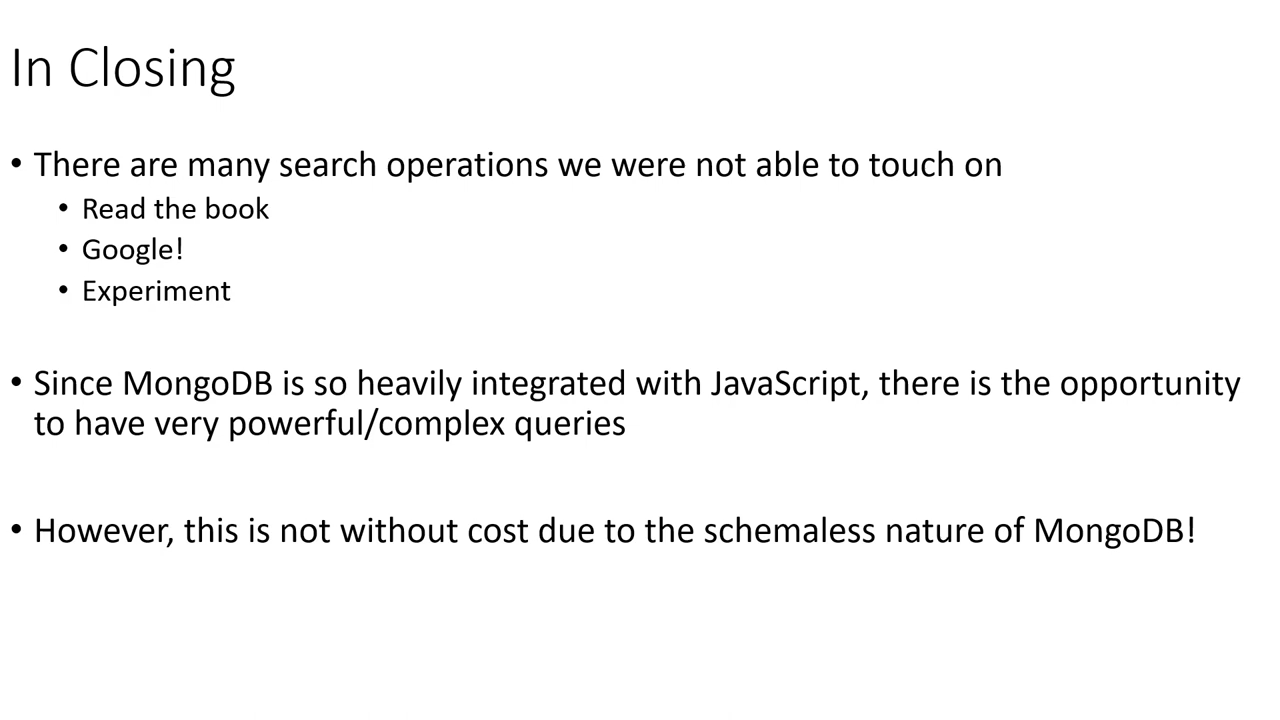 In Closing
• There are many search operations we were not able to touch on
• Read the book
• Google!
• Experiment
• Since MongoDB is so heavily integrated with JavaScript, there is the opportunity
to have very powerful/complex queries
• However, this is not without cost due to the schemaless nature of MongoDB!